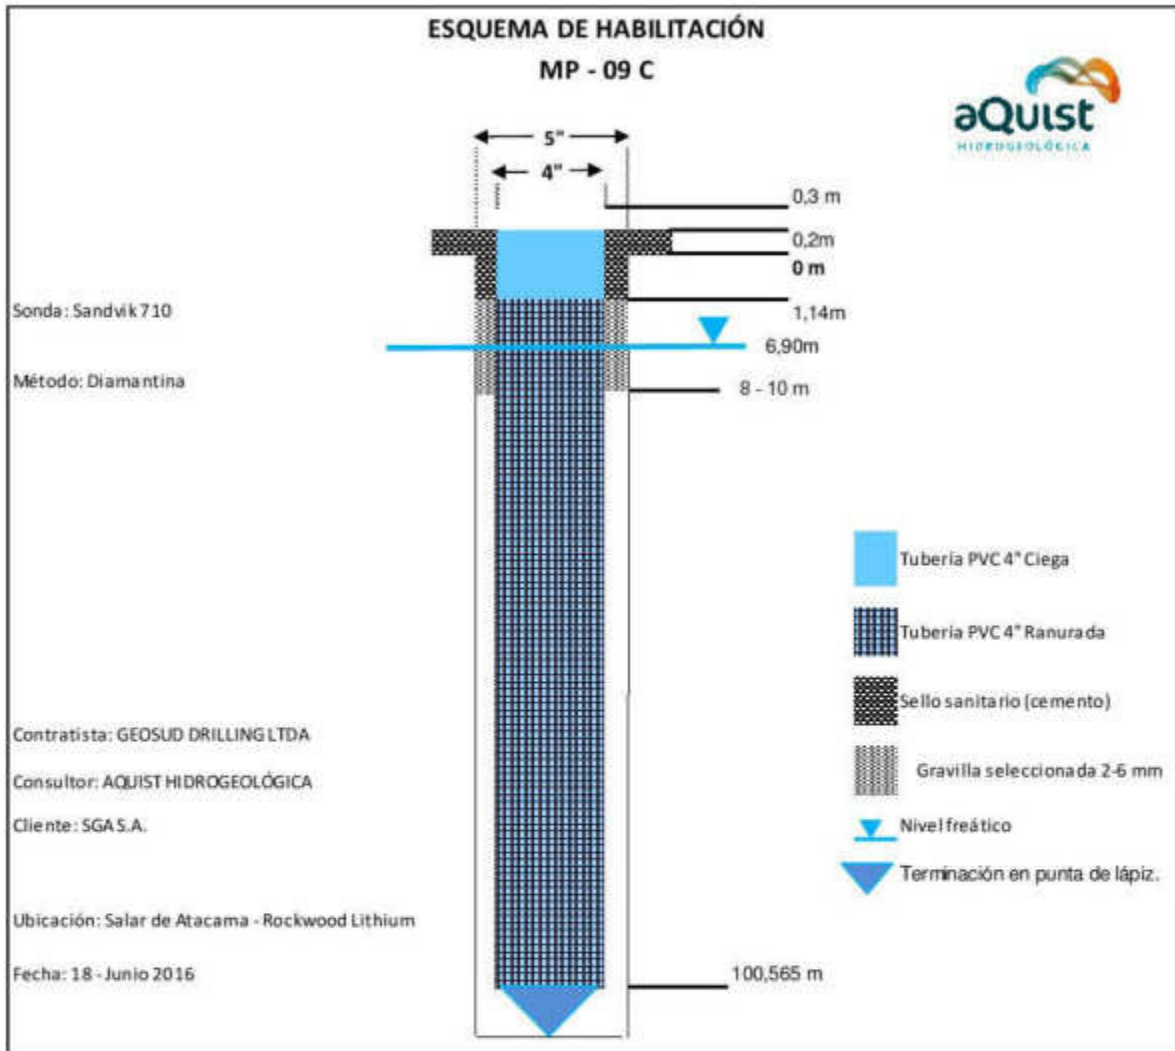 ESQUEMA DE HABILITACIÓN
MP - 09 C
aQuist
HIDROGEOLÓGICA
5"
4"
0,3 m
0,2m
0 m
1,14m
6,90m
8 - 10 m
Sonda: Sandvik 710
Método: Diamantina
Tubería PVC 4" Ciega
Tubería PVC 4" Ranurada
Sello sanitario (cemento)
Gravilla seleccionada 2-6 mm
Nivel freático
Terminación en punta de lápiz.
Contratista: GEOSUD DRILLING LTDA
Consultor: AQUIST HIDROGEOLÓGICA
Cliente: SGA S.A.
Ubicación: Salar de Atacama - Rockwood Lithium
Fecha: 18 - Junio 2016
100,565 m